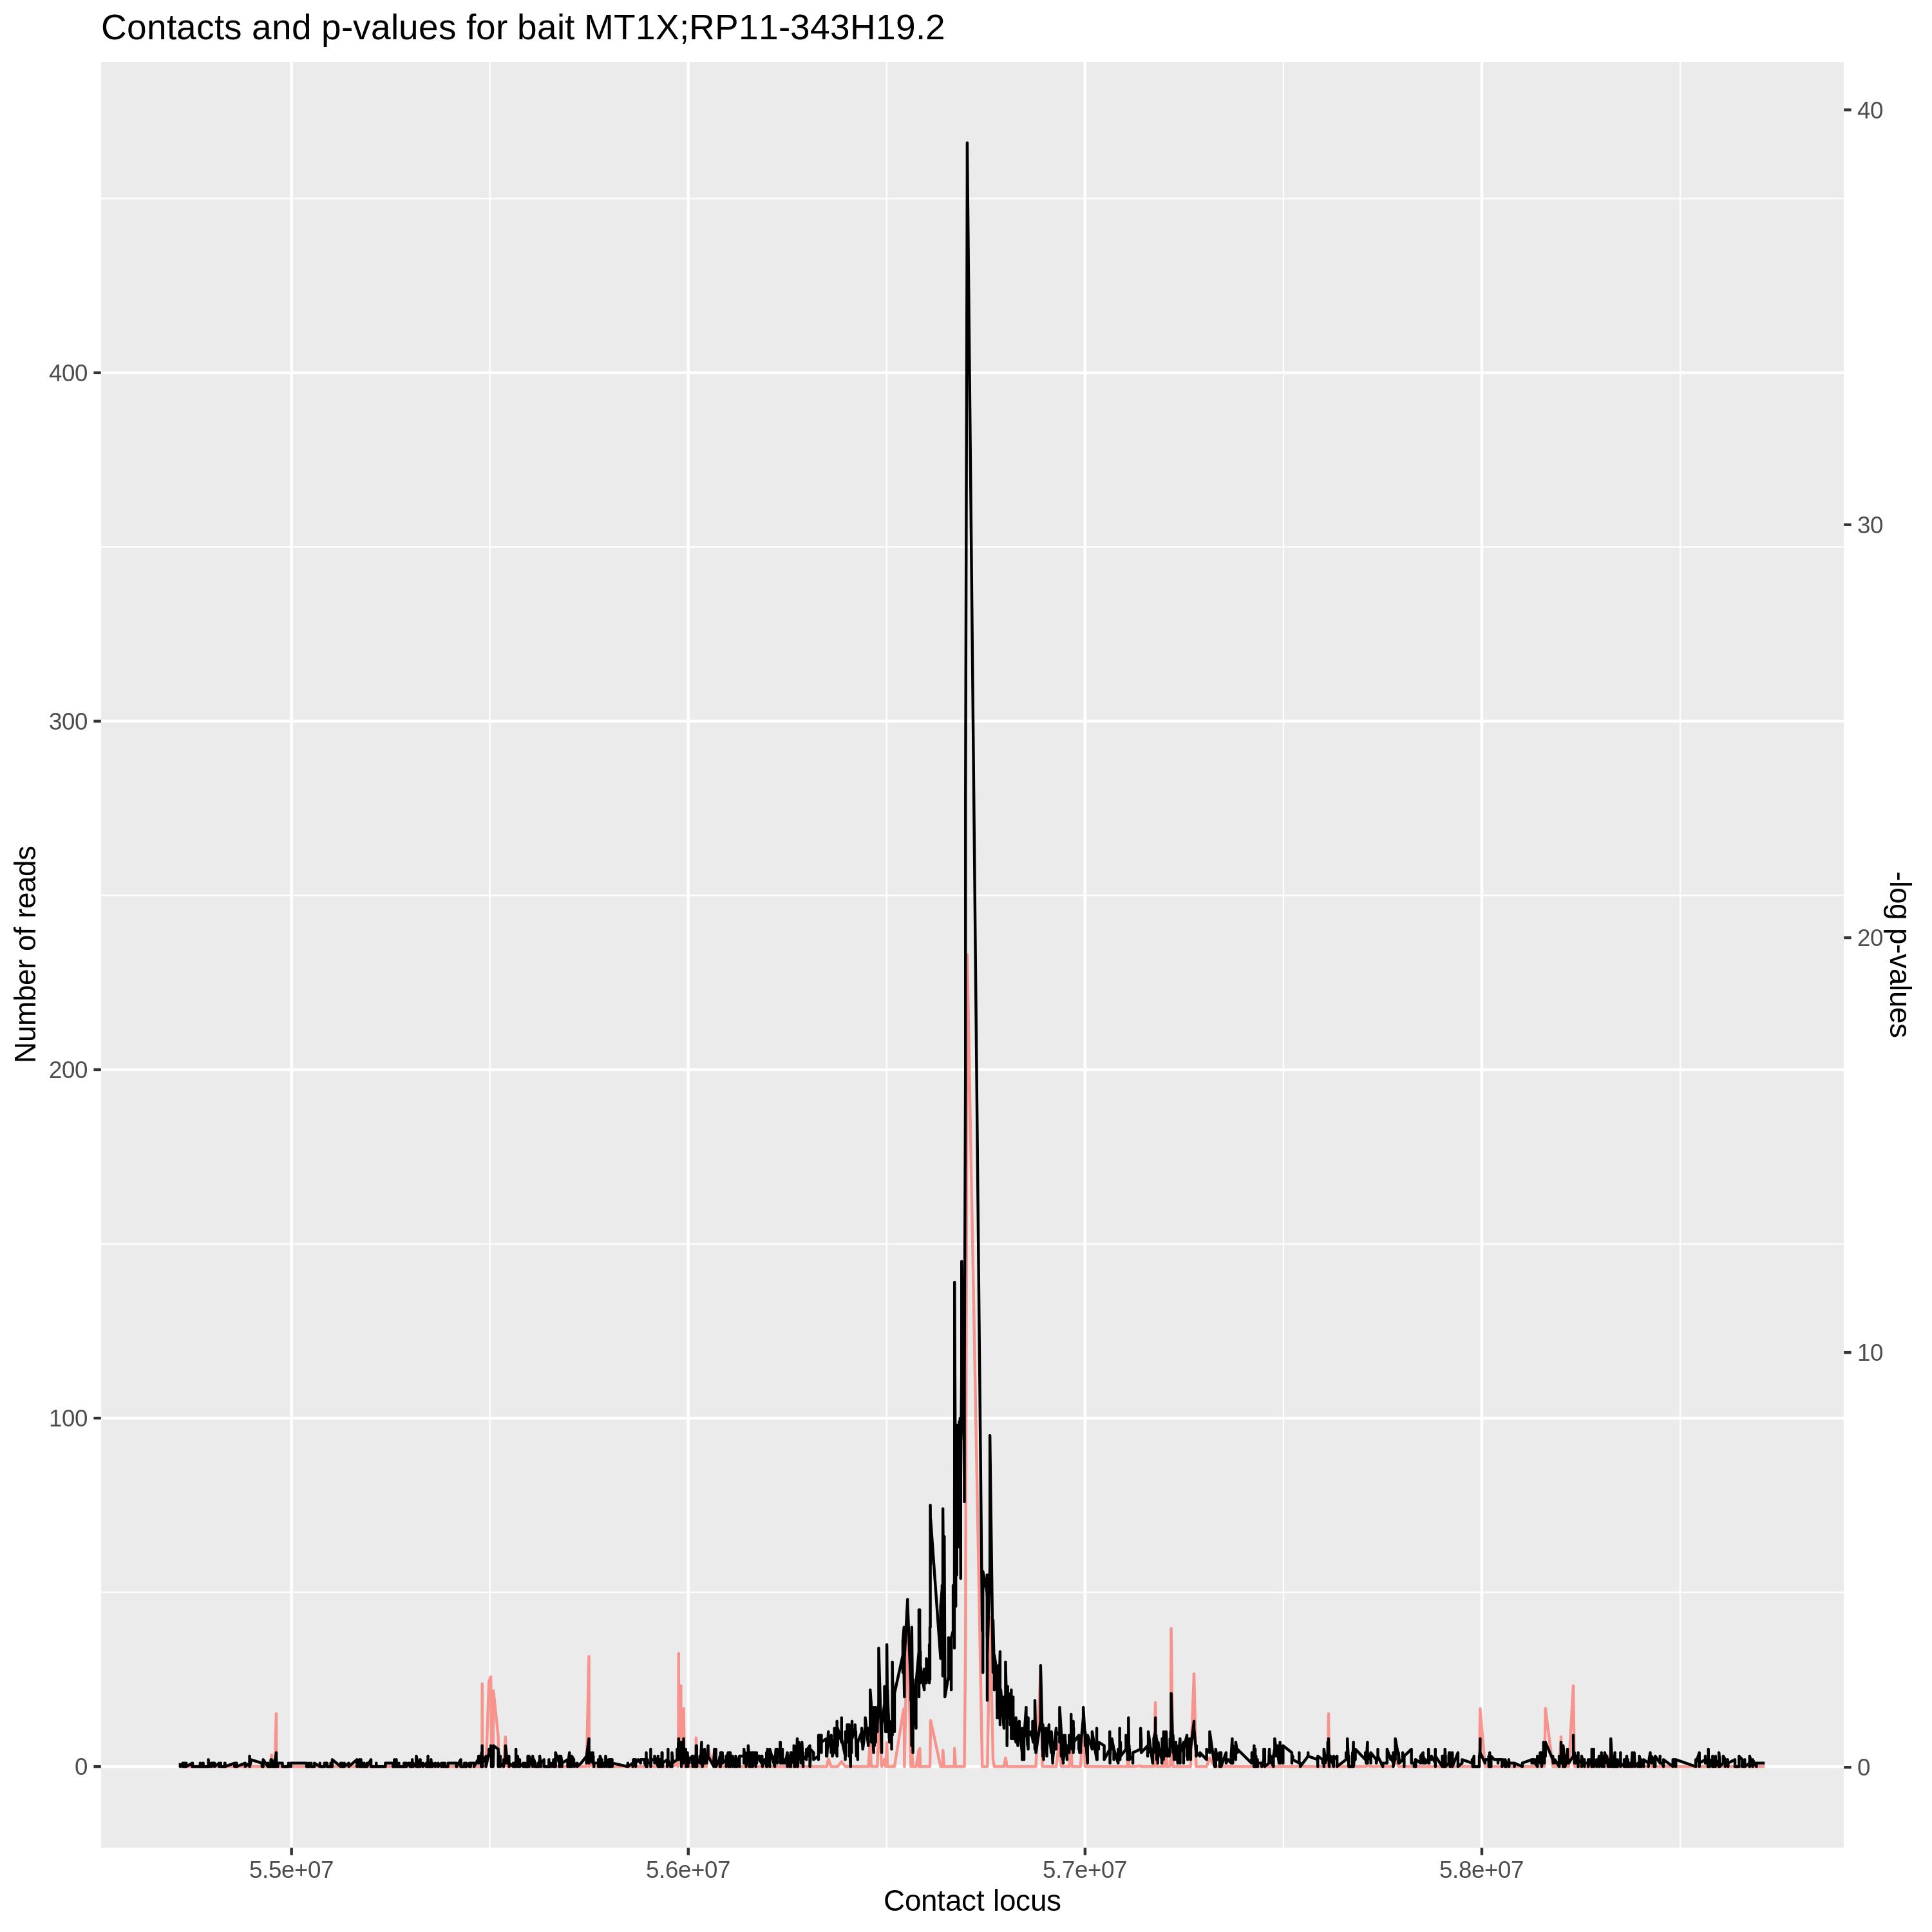 Contacts and p-values for bait MT1X;RP11-343H19.2
40
400
30
300
Number of reads
20
-log p-values
200
10
100
0
0
5.5e+07
5.6e+07
5.7e+07
5.8e+07
Contact locus